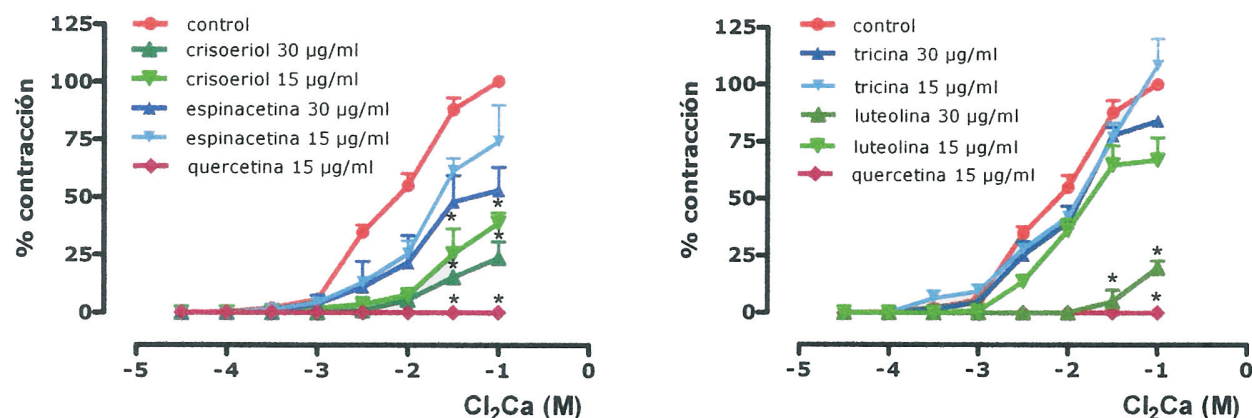 % contracción
125
100
75
50
25
0
control
crisoeriol 30 µg/ml
crisoeriol 15 µg/ml
espinacetina 30 µg/ml
espinacetina 15 µg/ml
quercetina 15 µg/ml
*
*
*
*
*
*
-5
-4
-3
-2
-1
0
Cl₂Ca (M)
% contracción
125
100
75
50
25
0
control
tricina 30 µg/ml
tricina 15 µg/ml
luteolina 30 µg/ml
luteolina 15 µg/ml
quercetina 15 µg/ml
*
*
*
-5
-4
-3
-2
-1
0
Cl₂Ca (M)